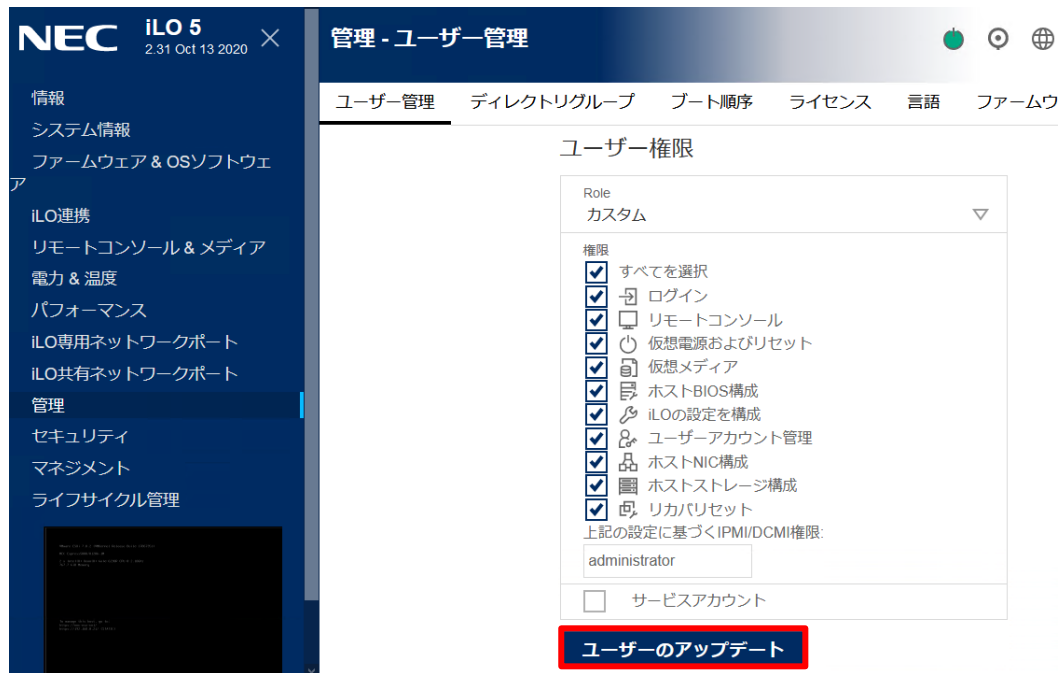 NEC
iLO 5
2.31 Oct 13 2020
管理 - ユーザー管理
情報
システム情報
ファームウェア & OSソフトウェ
ア
iLO連携
リモートコンソール & メディア
電力 & 温度
パフォーマンス
iLO専用ネットワークポート
iLO共有ネットワークポート
管理
セキュリティ
マネジメント
ライフサイクル管理
ユーザー管理 ディレクトリグループ ブート順序 ライセンス 言語 ファームウ
ユーザー権限
Role
カスタム
権限
すべてを選択
ログイン
リモートコンソール
仮想電源およびリセット
仮想メディア
ホストBIOS構成
iLOの設定を構成
ユーザーアカウント管理
ホストNIC構成
ホストストレージ構成
リカバリセット
上記の設定に基づくIPMI/DCMI権限:
administrator
サービスアカウント
ユーザーのアップデート